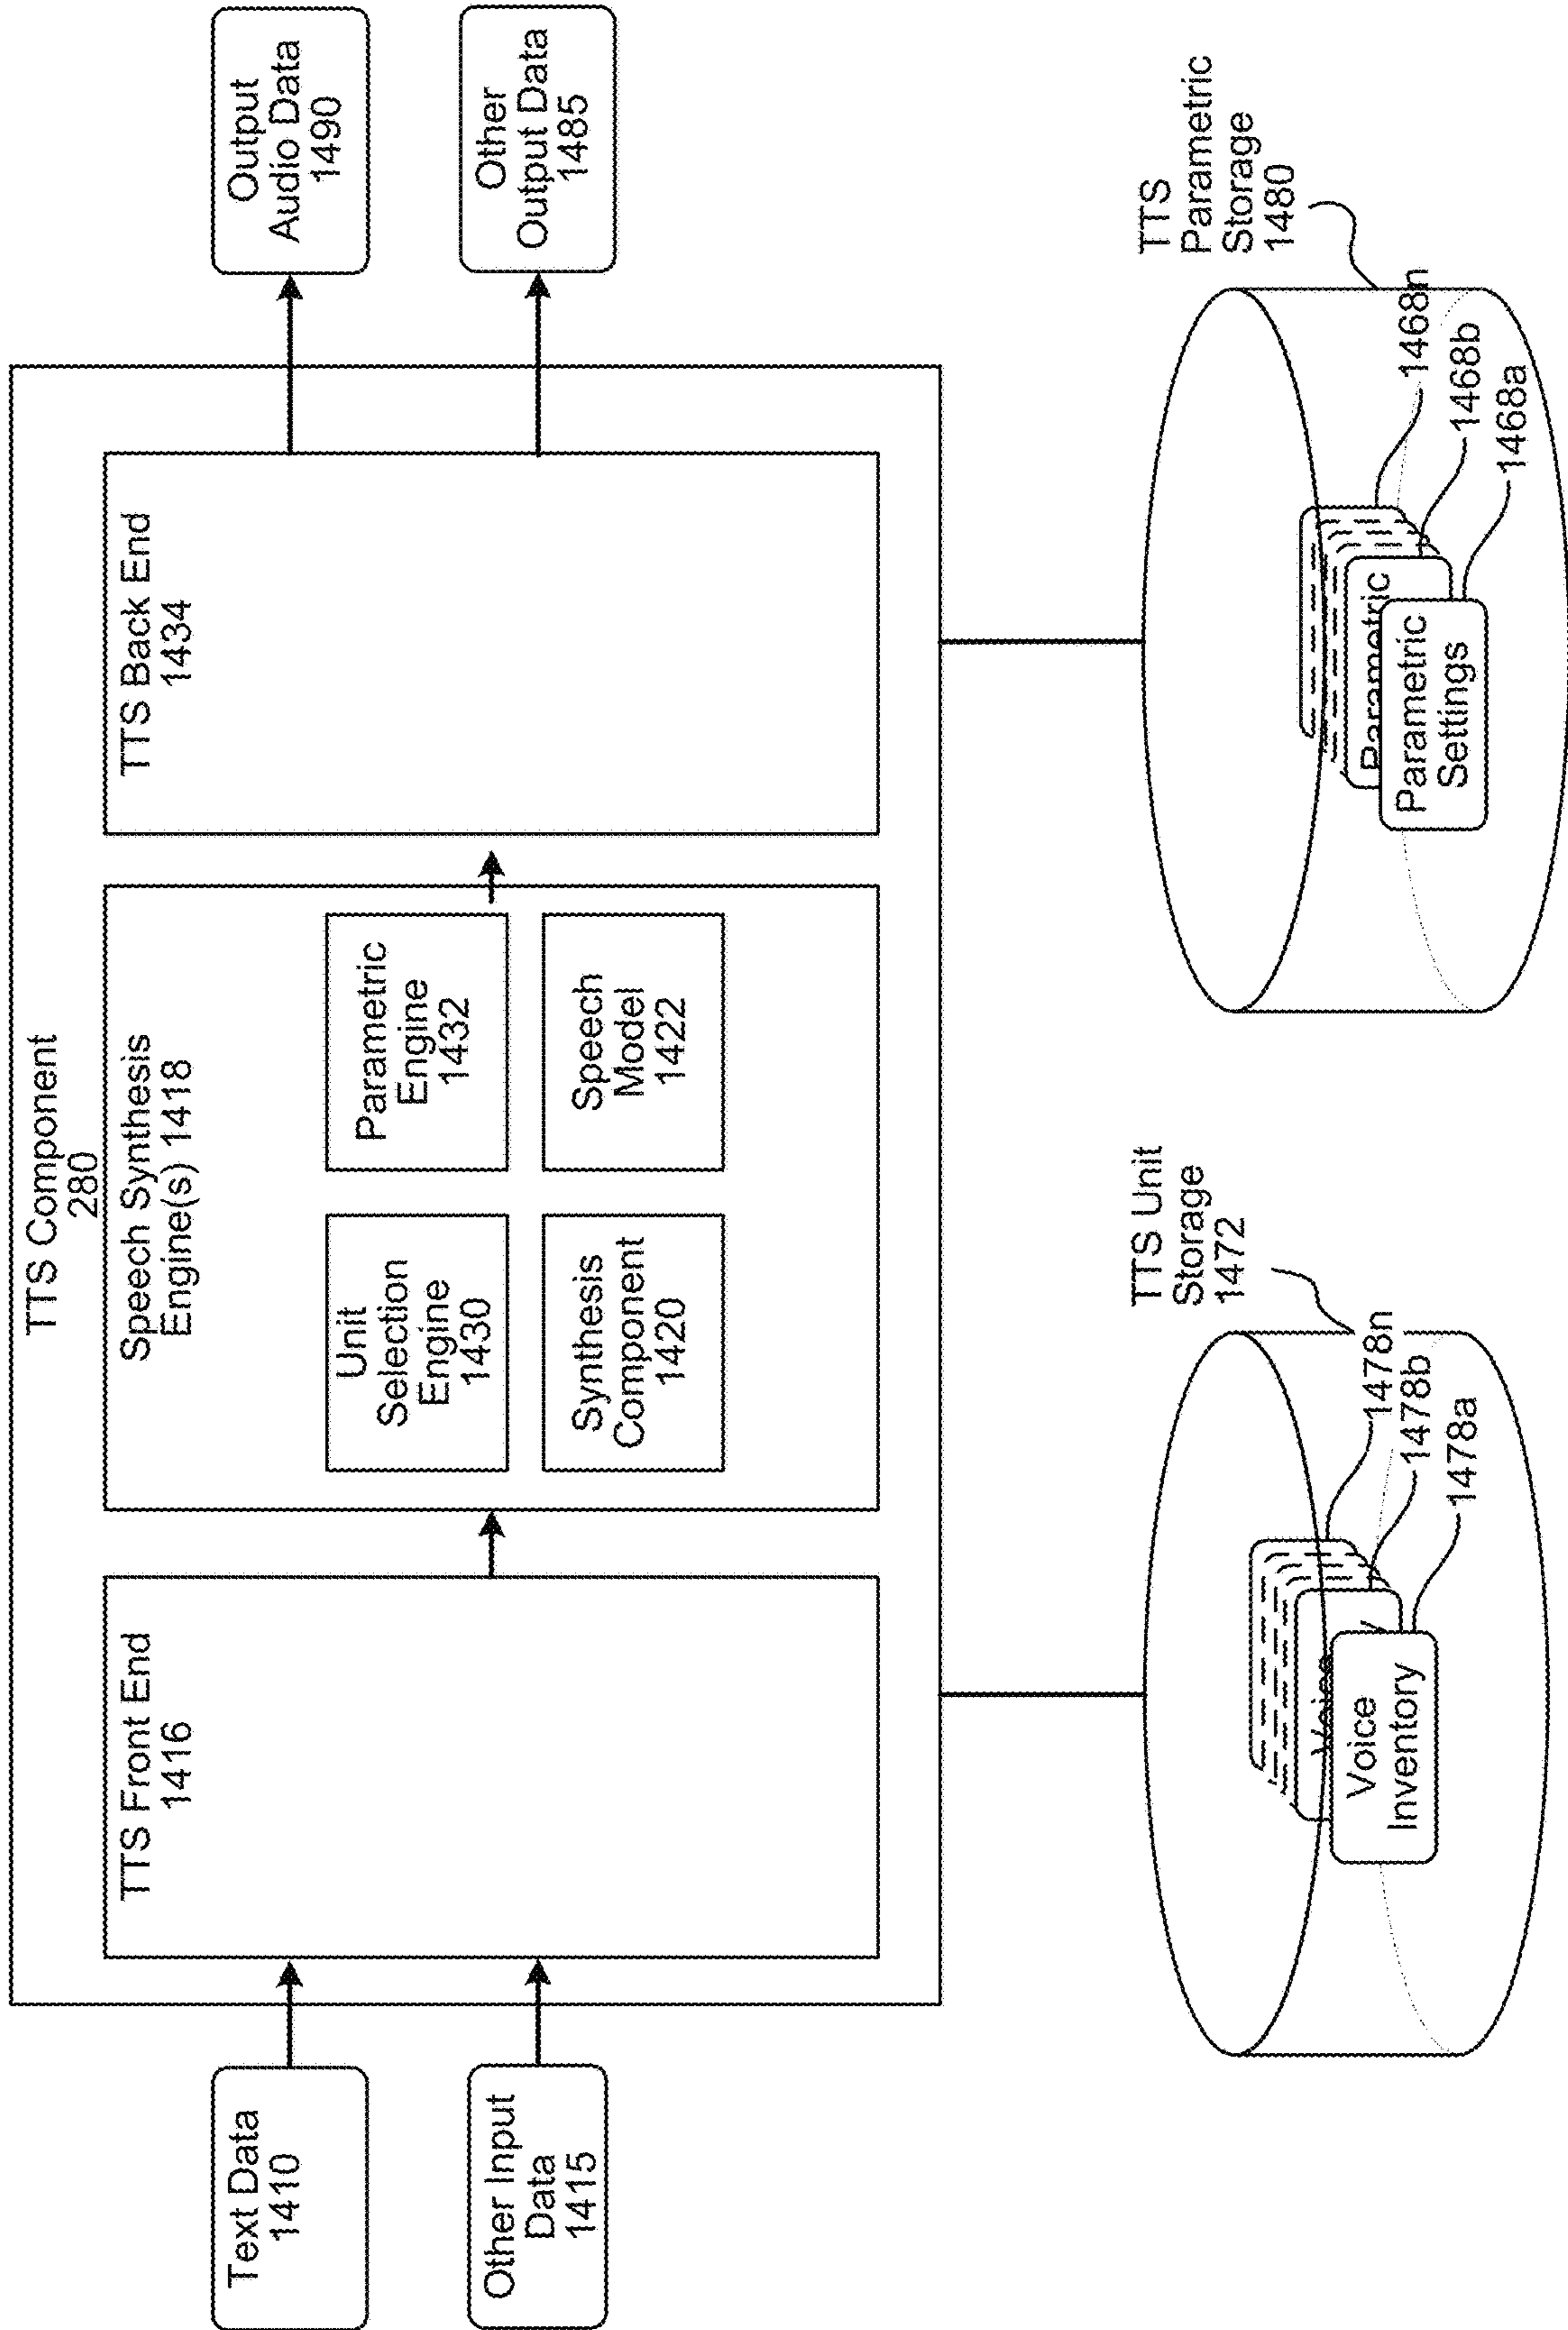 TTS Component
280
Text Data
1410
Other Input
Data
1415
TTS Front End
1416
Speech Synthesis
Engine(s) 1418
Unit
Selection
Engine
1430
Parametric
Engine
1432
Synthesis
Component
1420
Speech
Model
1422
TTS Back End
1434
Output
Audio Data
1490
Other
Output Data
1485
TTS Unit
Storage
1472
1478n
1478b
1478a
Voice
Voice
Inventory
TTS
Parametric
Storage
1480
1468n
1468b
1468a
Parametric
Parametric
Settings